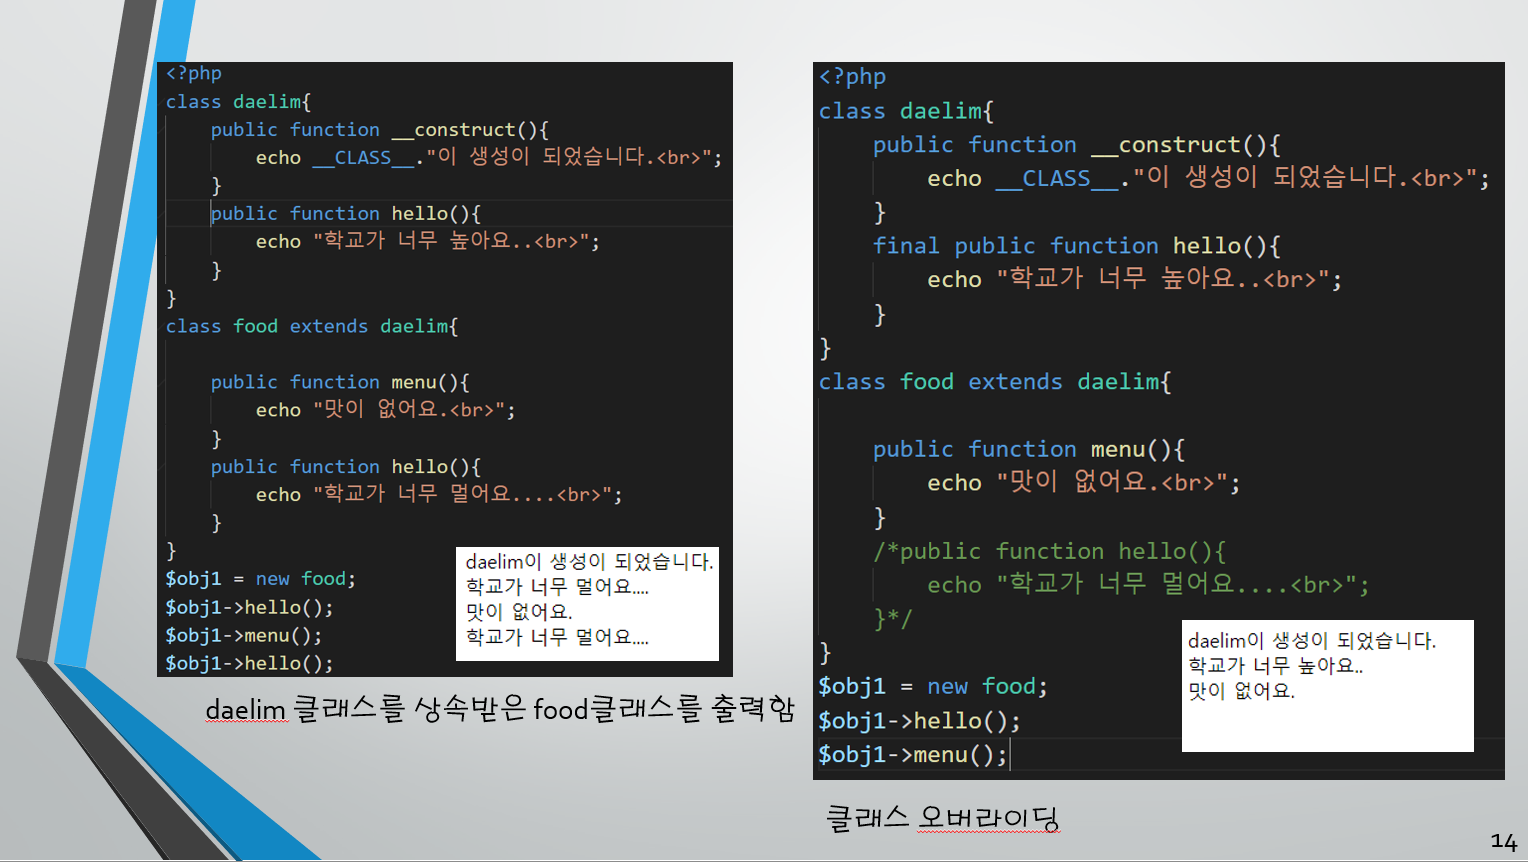 <?php
class daelim{
    public function __construct(){
        echo __CLASS__."이 생성이 되었습니다.<br>";
    }
    public function hello(){
        echo "학교가 너무 높아요..<br>";
    }
}
class food extends daelim{
    public function menu(){
        echo "맛이 없어요.<br>";
    }
    public function hello(){
        echo "학교가 너무 멀어요....<br>";
    }
}
$obj1 = new food;
$obj1->hello();
$obj1->menu();
$obj1->hello();
daelim이 생성이 되었습니다.
학교가 너무 멀어요....
맛이 없어요.
학교가 너무 멀어요....
daelim 클래스를 상속받은 food클래스를 출력함
<?php
class daelim{
    public function __construct(){
        echo __CLASS__."이 생성이 되었습니다.<br>";
    }
    final public function hello(){
        echo "학교가 너무 높아요..<br>";
    }
}
class food extends daelim{
    public function menu(){
        echo "맛이 없어요.<br>";
    }
    /*public function hello(){
        echo "학교가 너무 멀어요....<br>";
    }*/
}
$obj1 = new food;
$obj1->hello();
$obj1->menu();
daelim이 생성이 되었습니다.
학교가 너무 높아요..
맛이 없어요.
클래스 오버라이딩
14